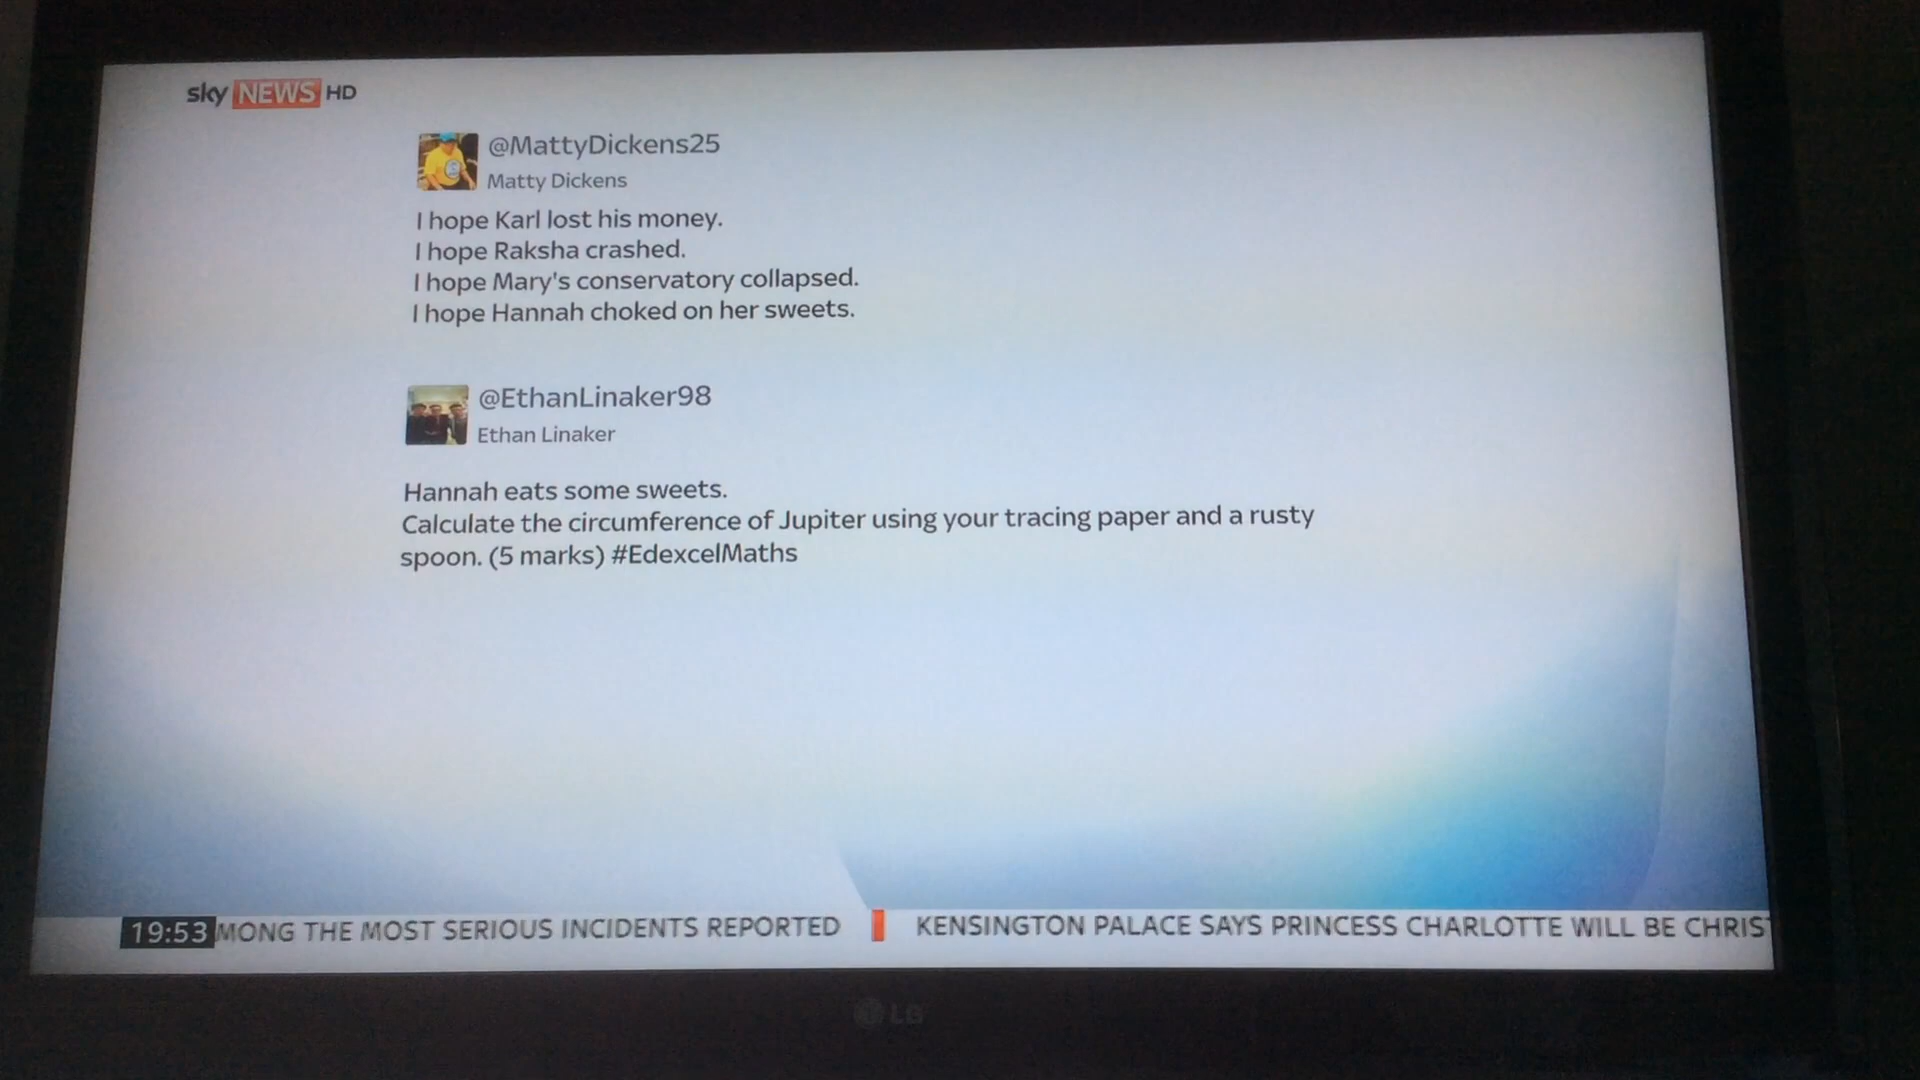 sky NEWS HD
@MattyDickens25
Matty Dickens
I hope Karl lost his money.
I hope Raksha crashed.
I hope Mary's conservatory collapsed.
I hope Hannah choked on her sweets.
@EthanLinaker98
Ethan Linaker
Hannah eats some sweets.
Calculate the circumference of Jupiter using your tracing paper and a rusty
spoon. (5 marks) #EdexcelMaths
19:53 MONG THE MOST SERIOUS INCIDENTS REPORTED KENSINGTON PALACE SAYS PRINCESS CHARLOTTE WILL BE CHRIS
LG